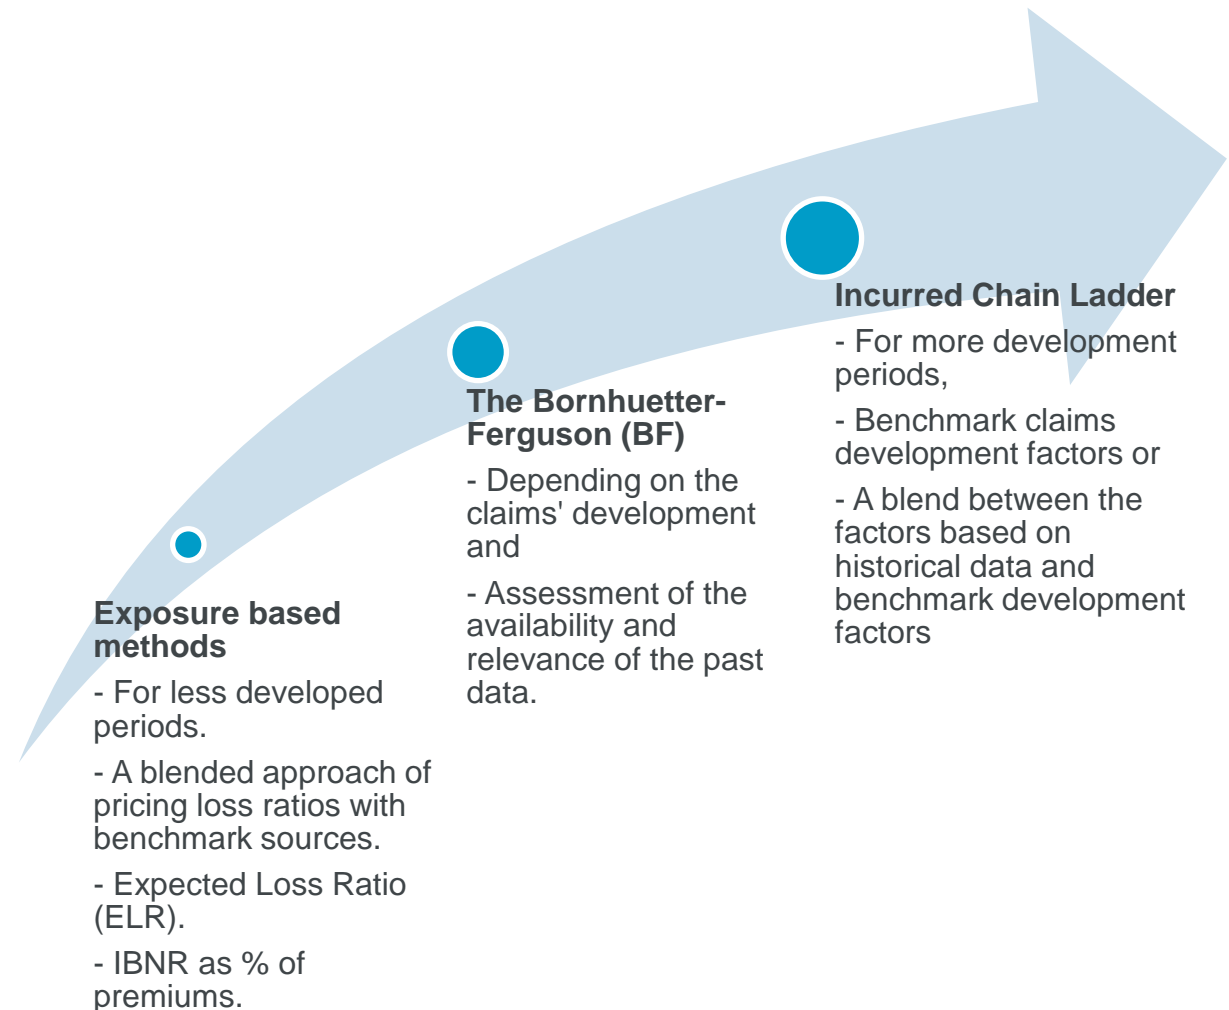 Exposure based
methods
- For less developed
periods.
- A blended approach of
pricing loss ratios with
benchmark sources.
- Expected Loss Ratio
(ELR).
- IBNR as % of
premiums.
The Bornhuetter-
Ferguson (BF)
- Depending on the
claims' development
and
- Assessment of the
availability and
relevance of the past
data.
Incurred Chain Ladder
- For more development
periods,
- Benchmark claims
development factors or
- A blend between the
factors based on
historical data and
benchmark development
factors